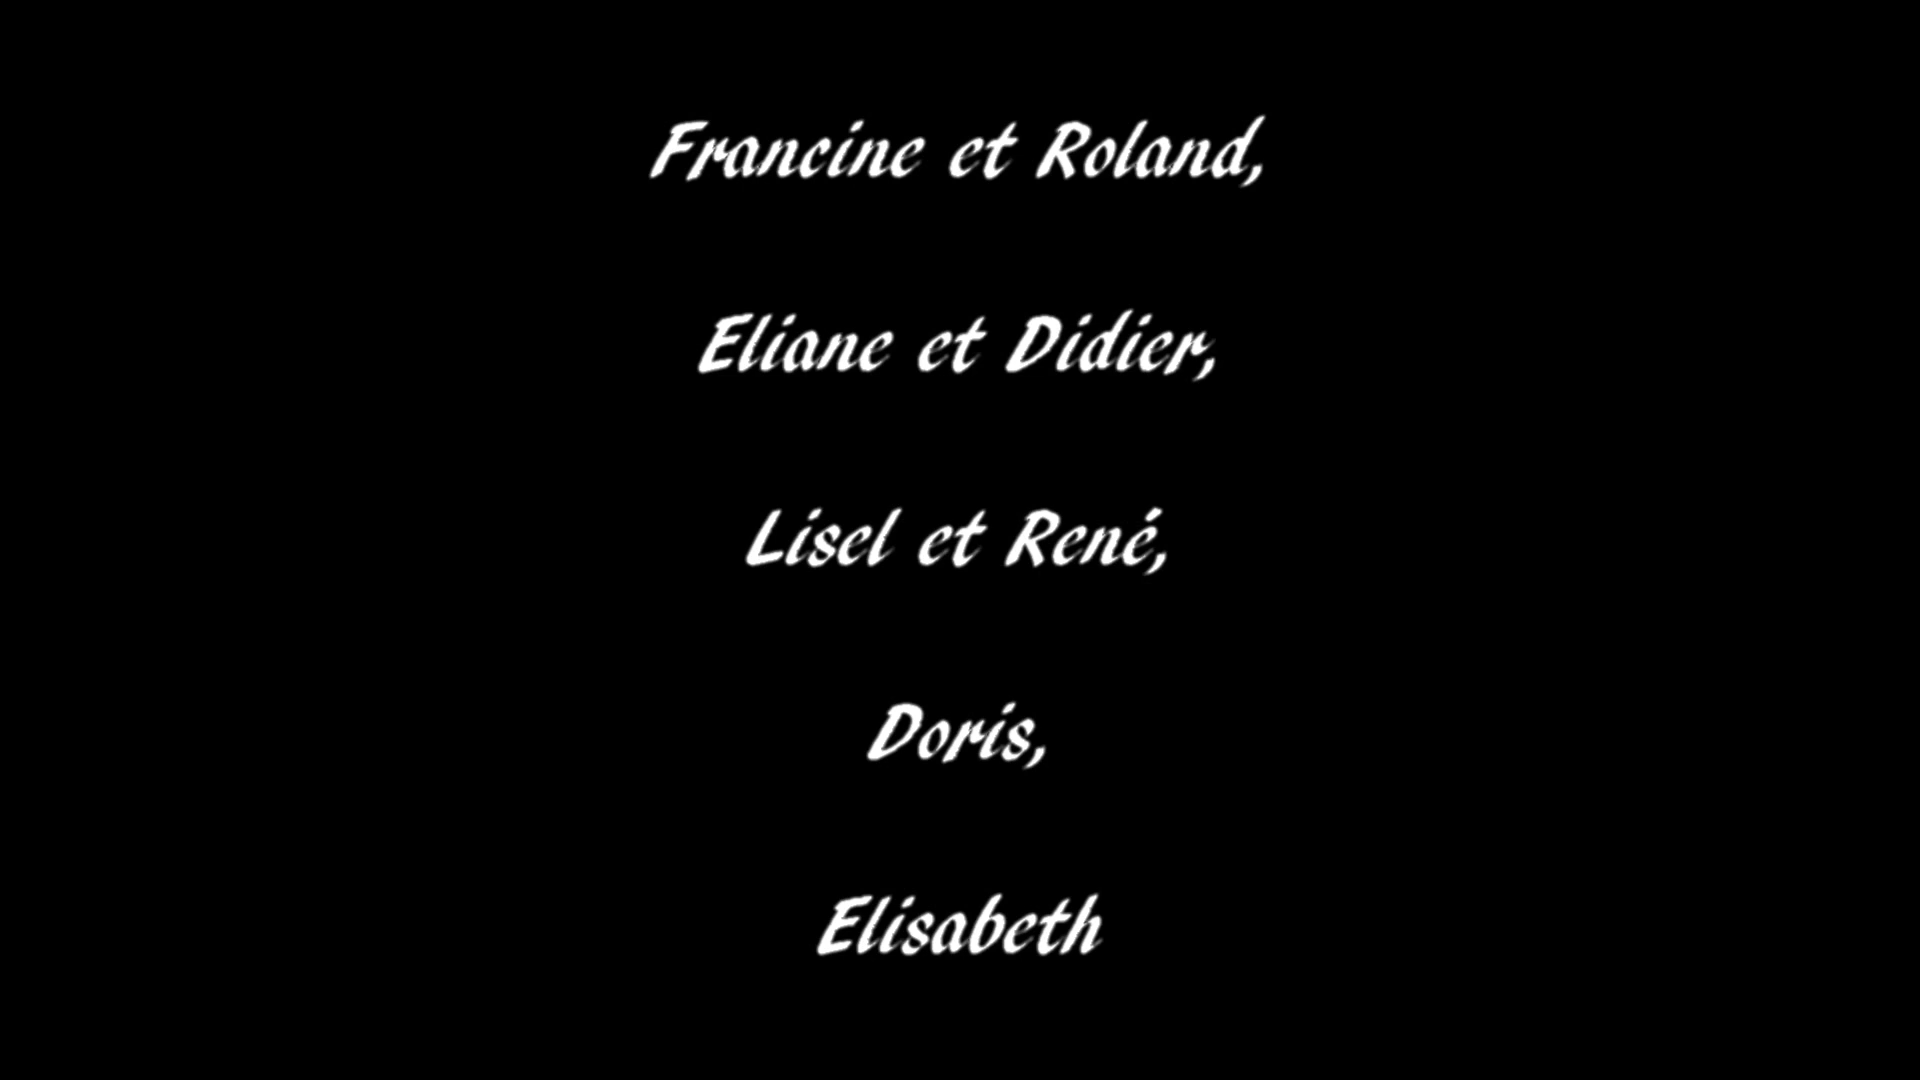 Francine et Roland,
Eliane et Didier,
Lisel et René,
Doris,
Elisabeth